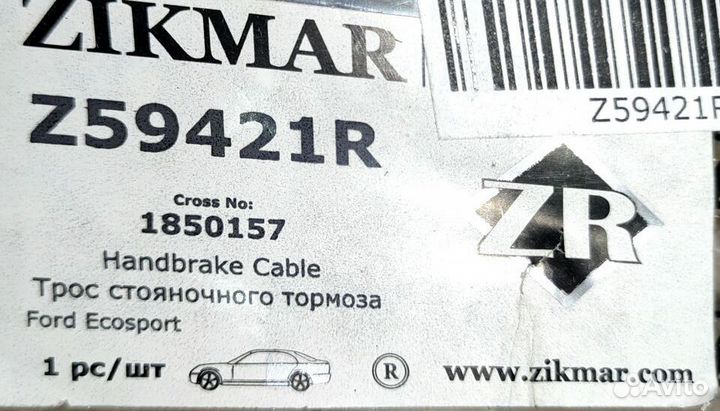 ZIKMAR
Z59421R
Z59421R
Cross No:
1850157
Handbrake Cable
Трос стояночного тормоза
Ford Ecosport
1 pc/шт
®
www.zikmar.com
ZR
Avito